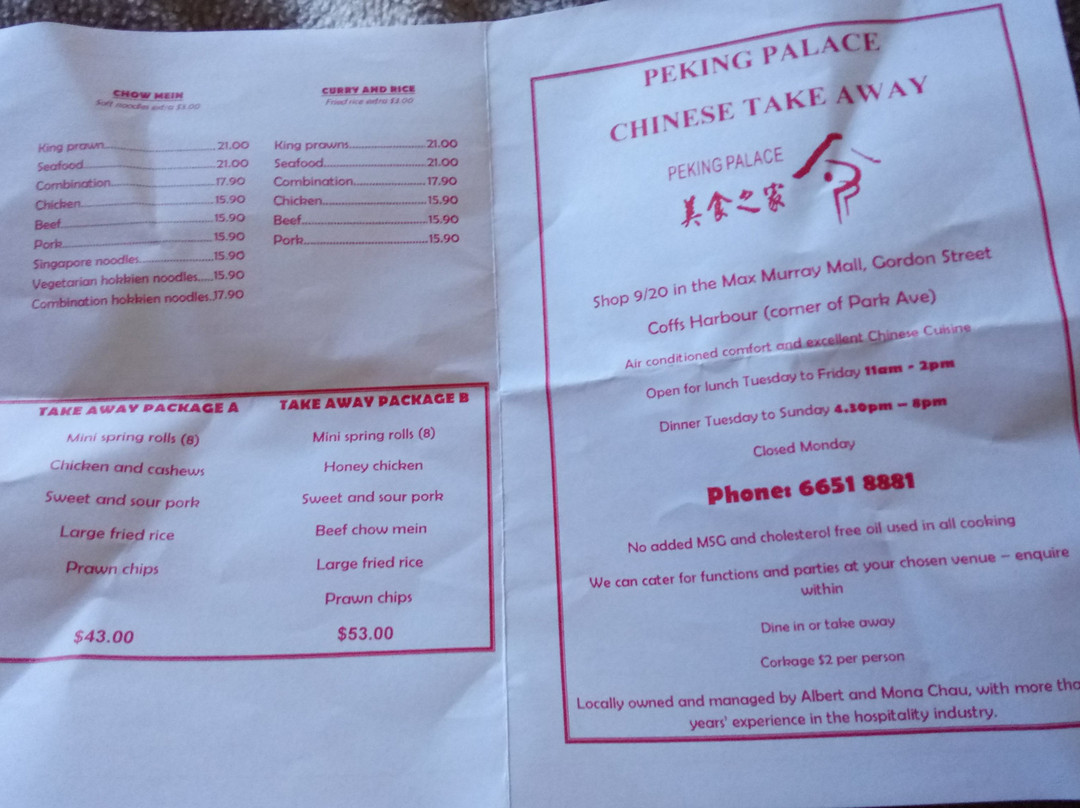 CHOW MEIN
Soft noodles extra $3.00
King prawn 21.00
Seafood 21.00
Combination 17.90
Chicken 15.90
Beef 15.90
Pork 15.90
Singapore noodles 15.90
Vegetarian hokkien noodles 15.90
Combination hokkien noodles 17.90
CURRY AND RICE
Fried rice extra $3.00
King prawns 21.00
Seafood 21.00
Combination 17.90
Chicken 15.90
Beef 15.90
Pork 15.90
TAKE AWAY PACKAGE A
Mini spring rolls (8)
Chicken and cashews
Sweet and sour pork
Large fried rice
Prawn chips
$43.00
TAKE AWAY PACKAGE B
Mini spring rolls (8)
Honey chicken
Sweet and sour pork
Beef chow mein
Large fried rice
Prawn chips
$53.00
PEKING PALACE
CHINESE TAKE AWAY
PEKING PALACE
美食之家
Shop 9/20 in the Max Murray Mall, Gordon Street
Coffs Harbour (corner of Park Ave)
Air conditioned comfort and excellent Chinese Cuisine
Open for lunch Tuesday to Friday 11am - 2pm
Dinner Tuesday to Sunday 4.30pm – 8pm
Closed Monday
Phone: 6651 8881
No added MSG and cholesterol free oil used in all cooking
We can cater for functions and parties at your chosen venue – enquire
within
Dine in or take away
Corkage $2 per person
Locally owned and managed by Albert and Mona Chau, with more
years' experience in the hospitality industry.